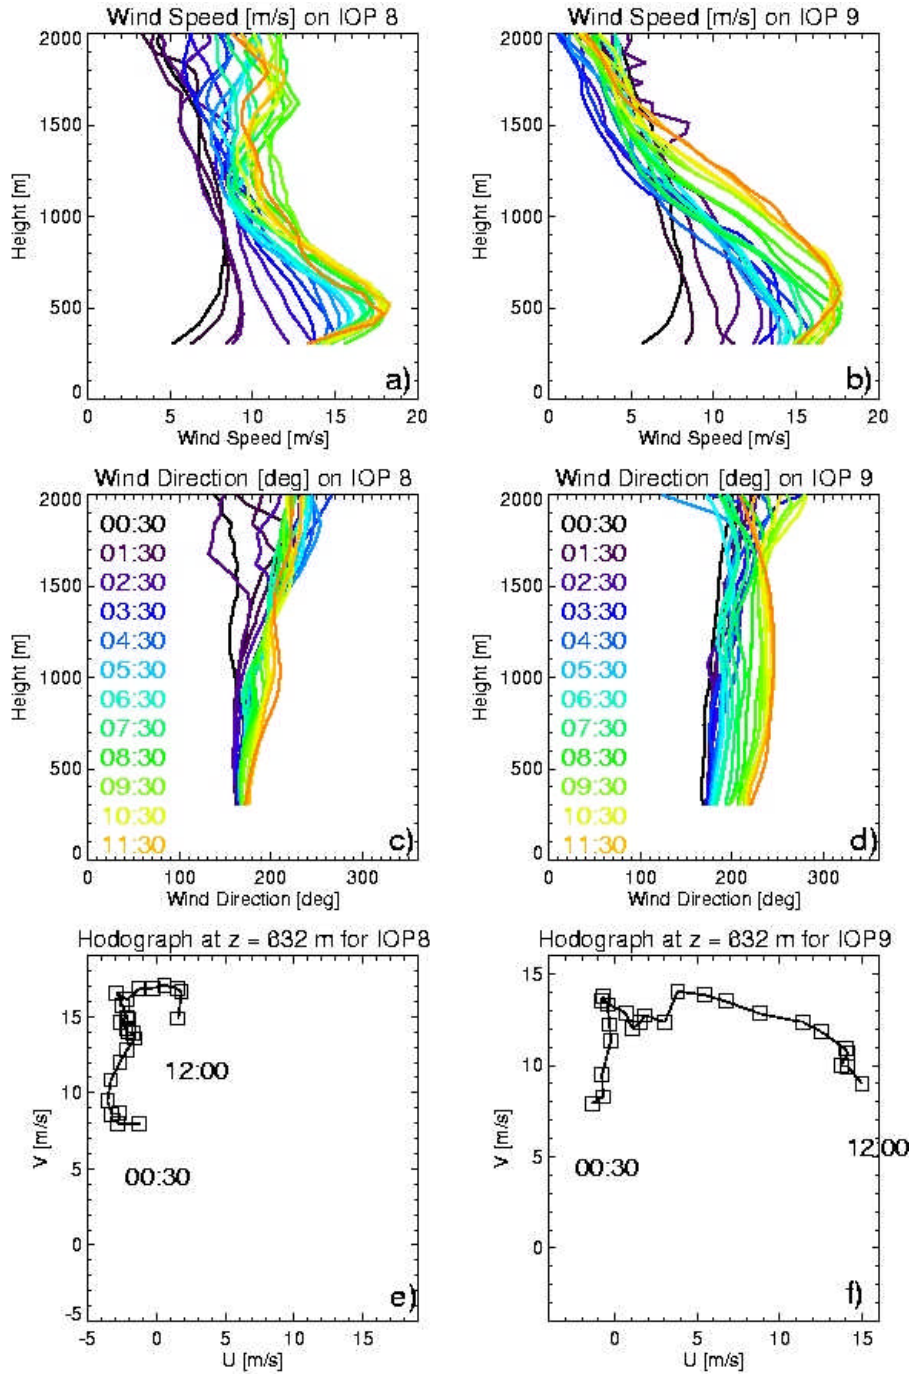 Wind Speed [m/s] on IOP 8
2000
1500
1000
500
0
Height [m]
a)
0 5 10 15 20
Wind Speed [m/s]
Wind Speed [m/s] on IOP 9
2000
1500
1000
500
0
Height [m]
b)
0 5 10 15 20
Wind Speed [m/s]
Wind Direction [deg] on IOP 8
2000
1500
1000
500
0
Height [m]
00:30
01:30
02:30
03:30
04:30
05:30
06:30
07:30
08:30
09:30
10:30
11:30
c)
0 100 200 300
Wind Direction [deg]
Wind Direction [deg] on IOP 9
2000
1500
1000
500
0
Height [m]
00:30
01:30
02:30
03:30
04:30
05:30
06:30
07:30
08:30
09:30
10:30
11:30
d)
0 100 200 300
Wind Direction [deg]
Hodograph at z = 632 m for IOP8
15
10
5
0
-5
V [m/s]
12:00
00:30
e)
-5 0 5 10 15
U [m/s]
Hodograph at z = 632 m for IOP9
15
10
5
0
V [m/s]
00:30
12:00
f)
0 5 10 15
U [m/s]